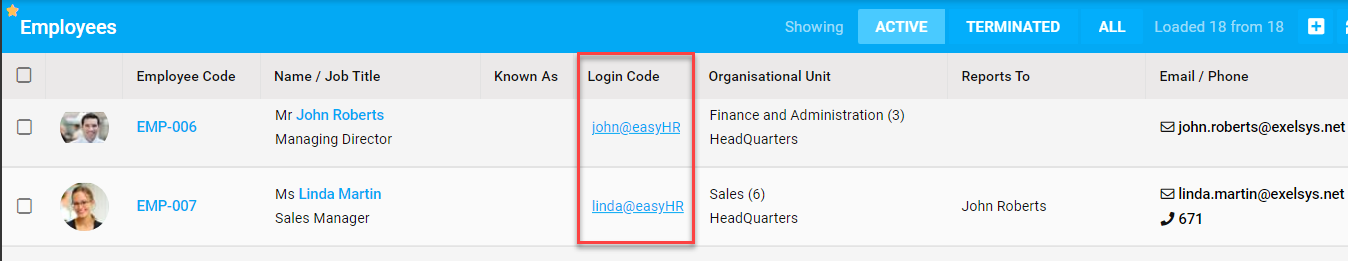 Employees
Showing ACTIVE TERMINATED ALL Loaded 18 from 18
Employee Code Name / Job Title Known As Login Code Organisational Unit Reports To Email / Phone
EMP-006
Mr John Roberts
Managing Director
john@easyHR
Finance and Administration (3)
HeadQuarters
john.roberts@exelsys.net
EMP-007
Ms Linda Martin
Sales Manager
linda@easyHR
Sales (6)
HeadQuarters
John Roberts
linda.martin@exelsys.net
671